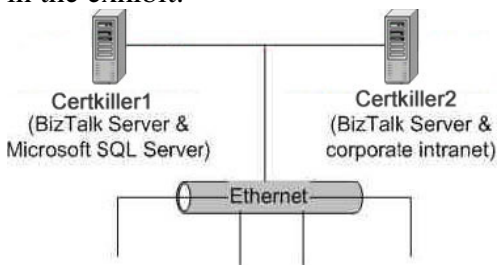 in the exhibit.
Certkiller1
(BizTalk Server &
Microsoft SQL Server)
Certkiller2
(BizTalk Server &
corporate intranet)
Ethernet